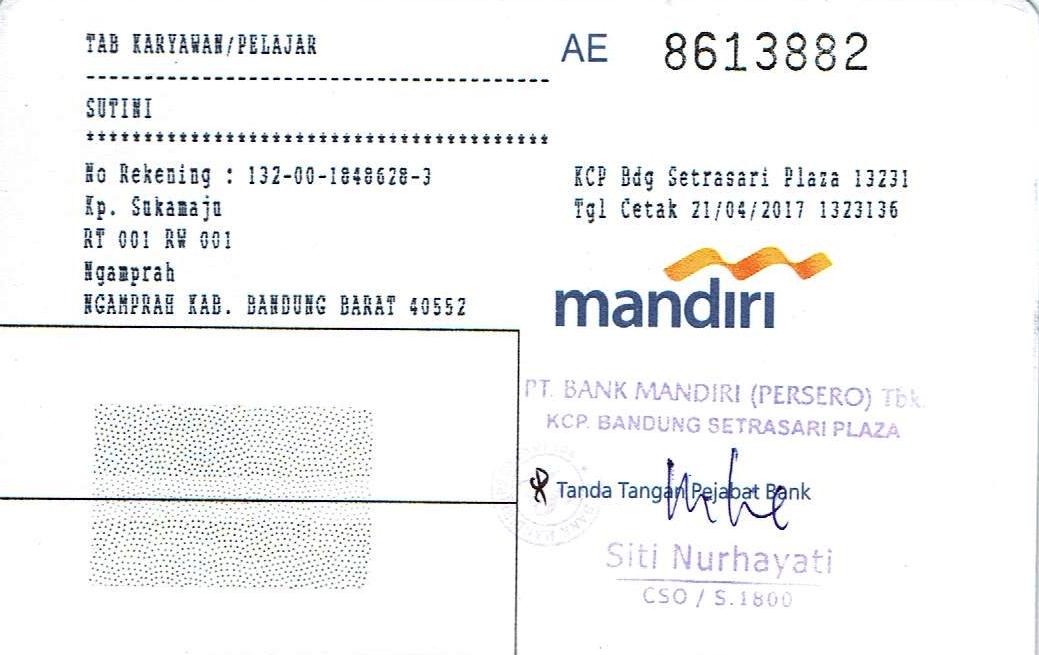 TAB KARYAWAN/PELAJAR
AE 8613882
SUTINI
No Rekening : 132-00-1848628-3
Kp. Sukamaju
RT 001 RW 001
Ngamprah
NGAMPRAH KAB. BANDUNG BARAT 40552
KCP Bdg Setrasari Plaza 13231
Tgl Cetak 21/04/2017 1323136
mandiri
PT. BANK MANDIRI (PERSERO) Tbk.
KCP. BANDUNG SETRASARI PLAZA
Tanda Tangan Pejabat Bank
Siti Nurhayati
CSO / S.1800